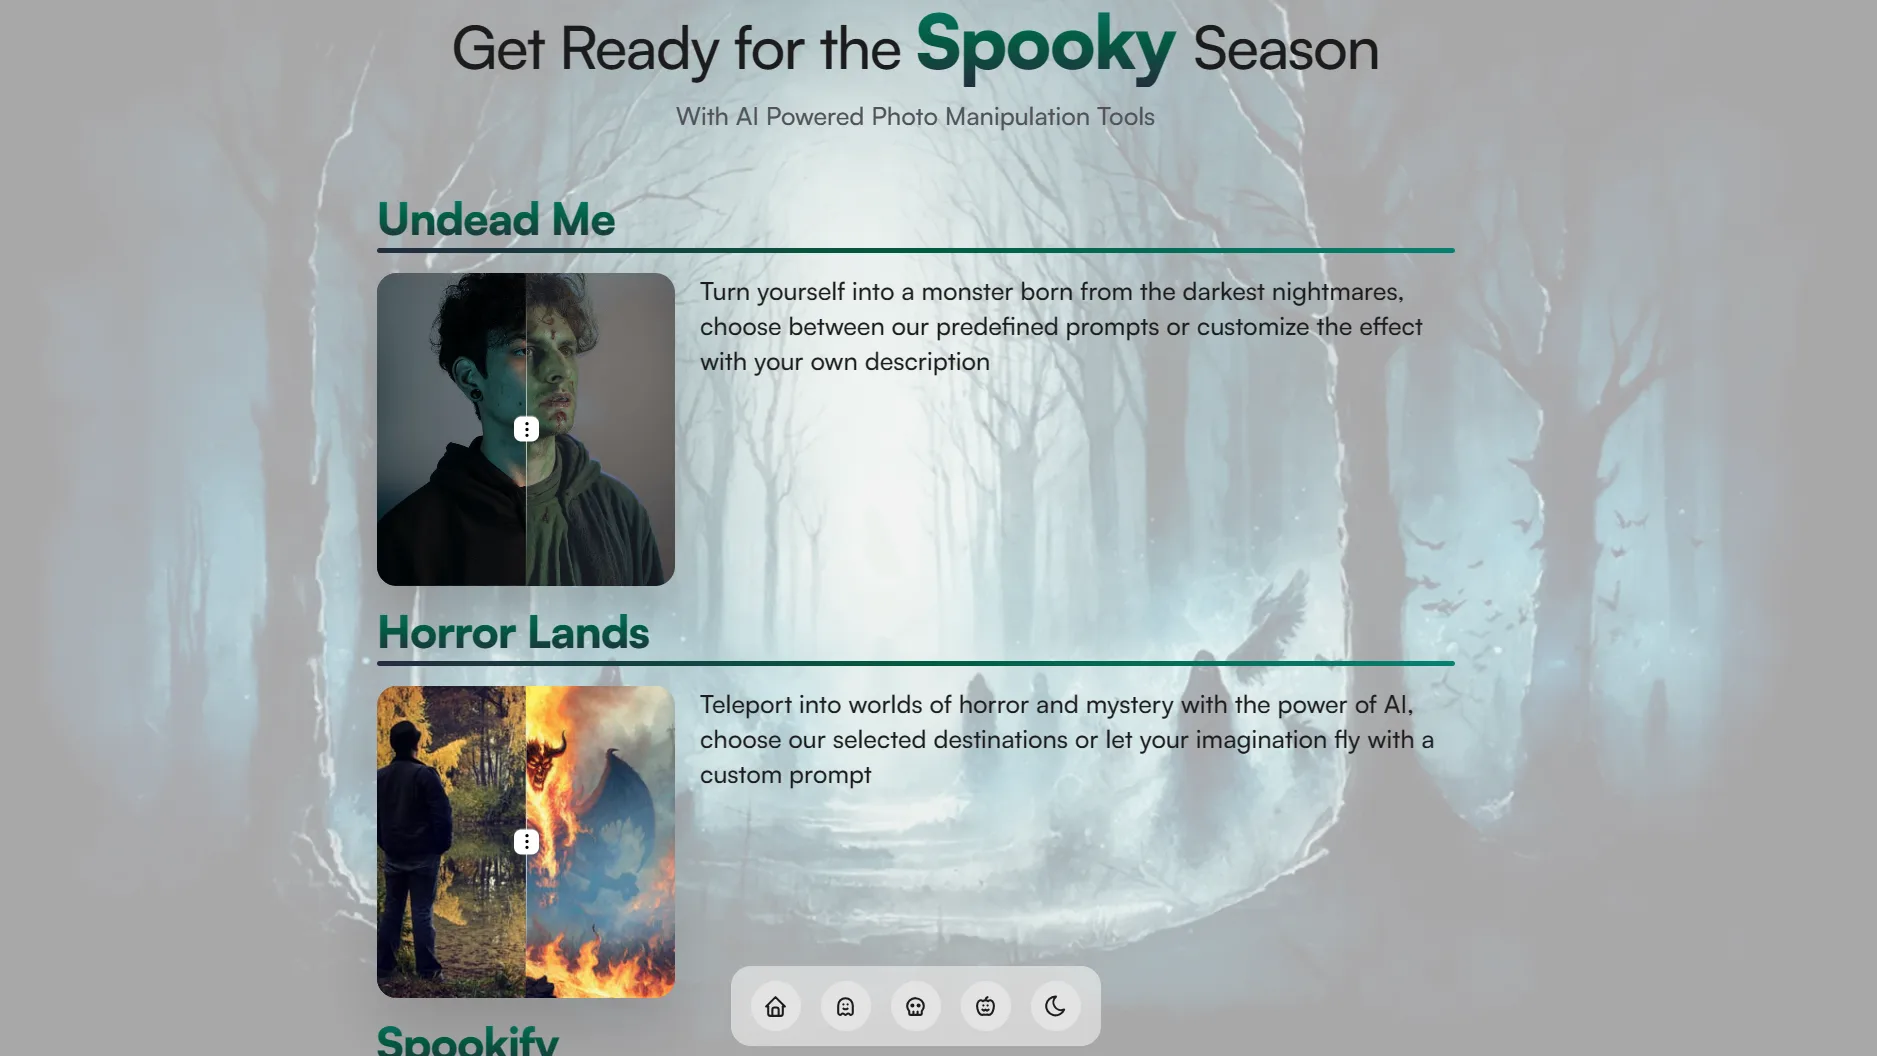 Get Ready for the Spooky Season
With AI Powered Photo Manipulation Tools
Undead Me
Turn yourself into a monster born from the darkest nightmares,
choose between our predefined prompts or customize the effect
with your own description
Horror Lands
Teleport into worlds of horror and mystery with the power of AI,
choose our selected destinations or let your imagination fly with a
custom prompt
Spookify